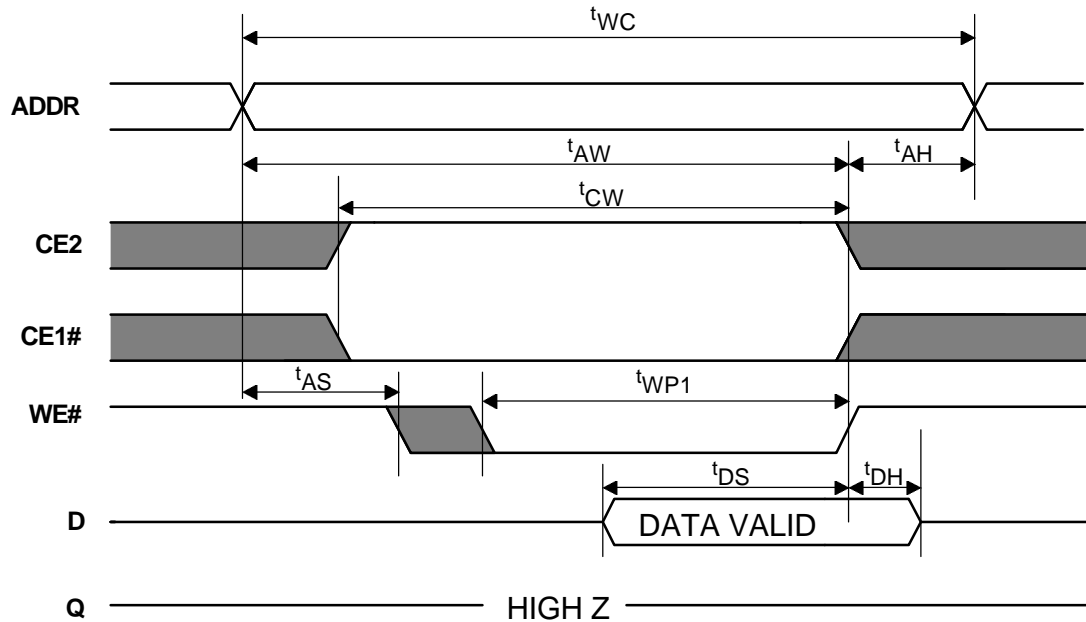 tWC
ADDR
tAW
tAH
tCW
CE2
CE1#
tAS
tWP1
WE#
tDS
tDH
D
DATA VALID
Q
HIGH Z